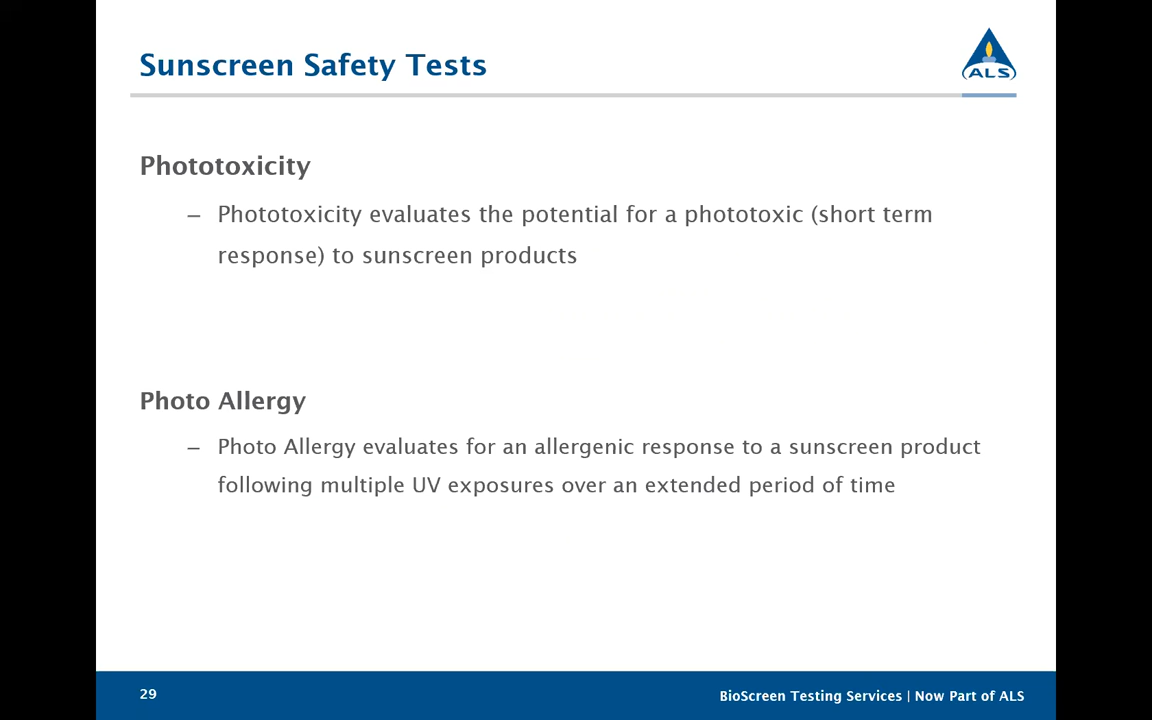 Sunscreen Safety Tests
ALS
Phototoxicity
– Phototoxicity evaluates the potential for a phototoxic (short term
response) to sunscreen products
Photo Allergy
– Photo Allergy evaluates for an allergenic response to a sunscreen product
following multiple UV exposures over an extended period of time
29
BioScreen Testing Services | Now Part of ALS